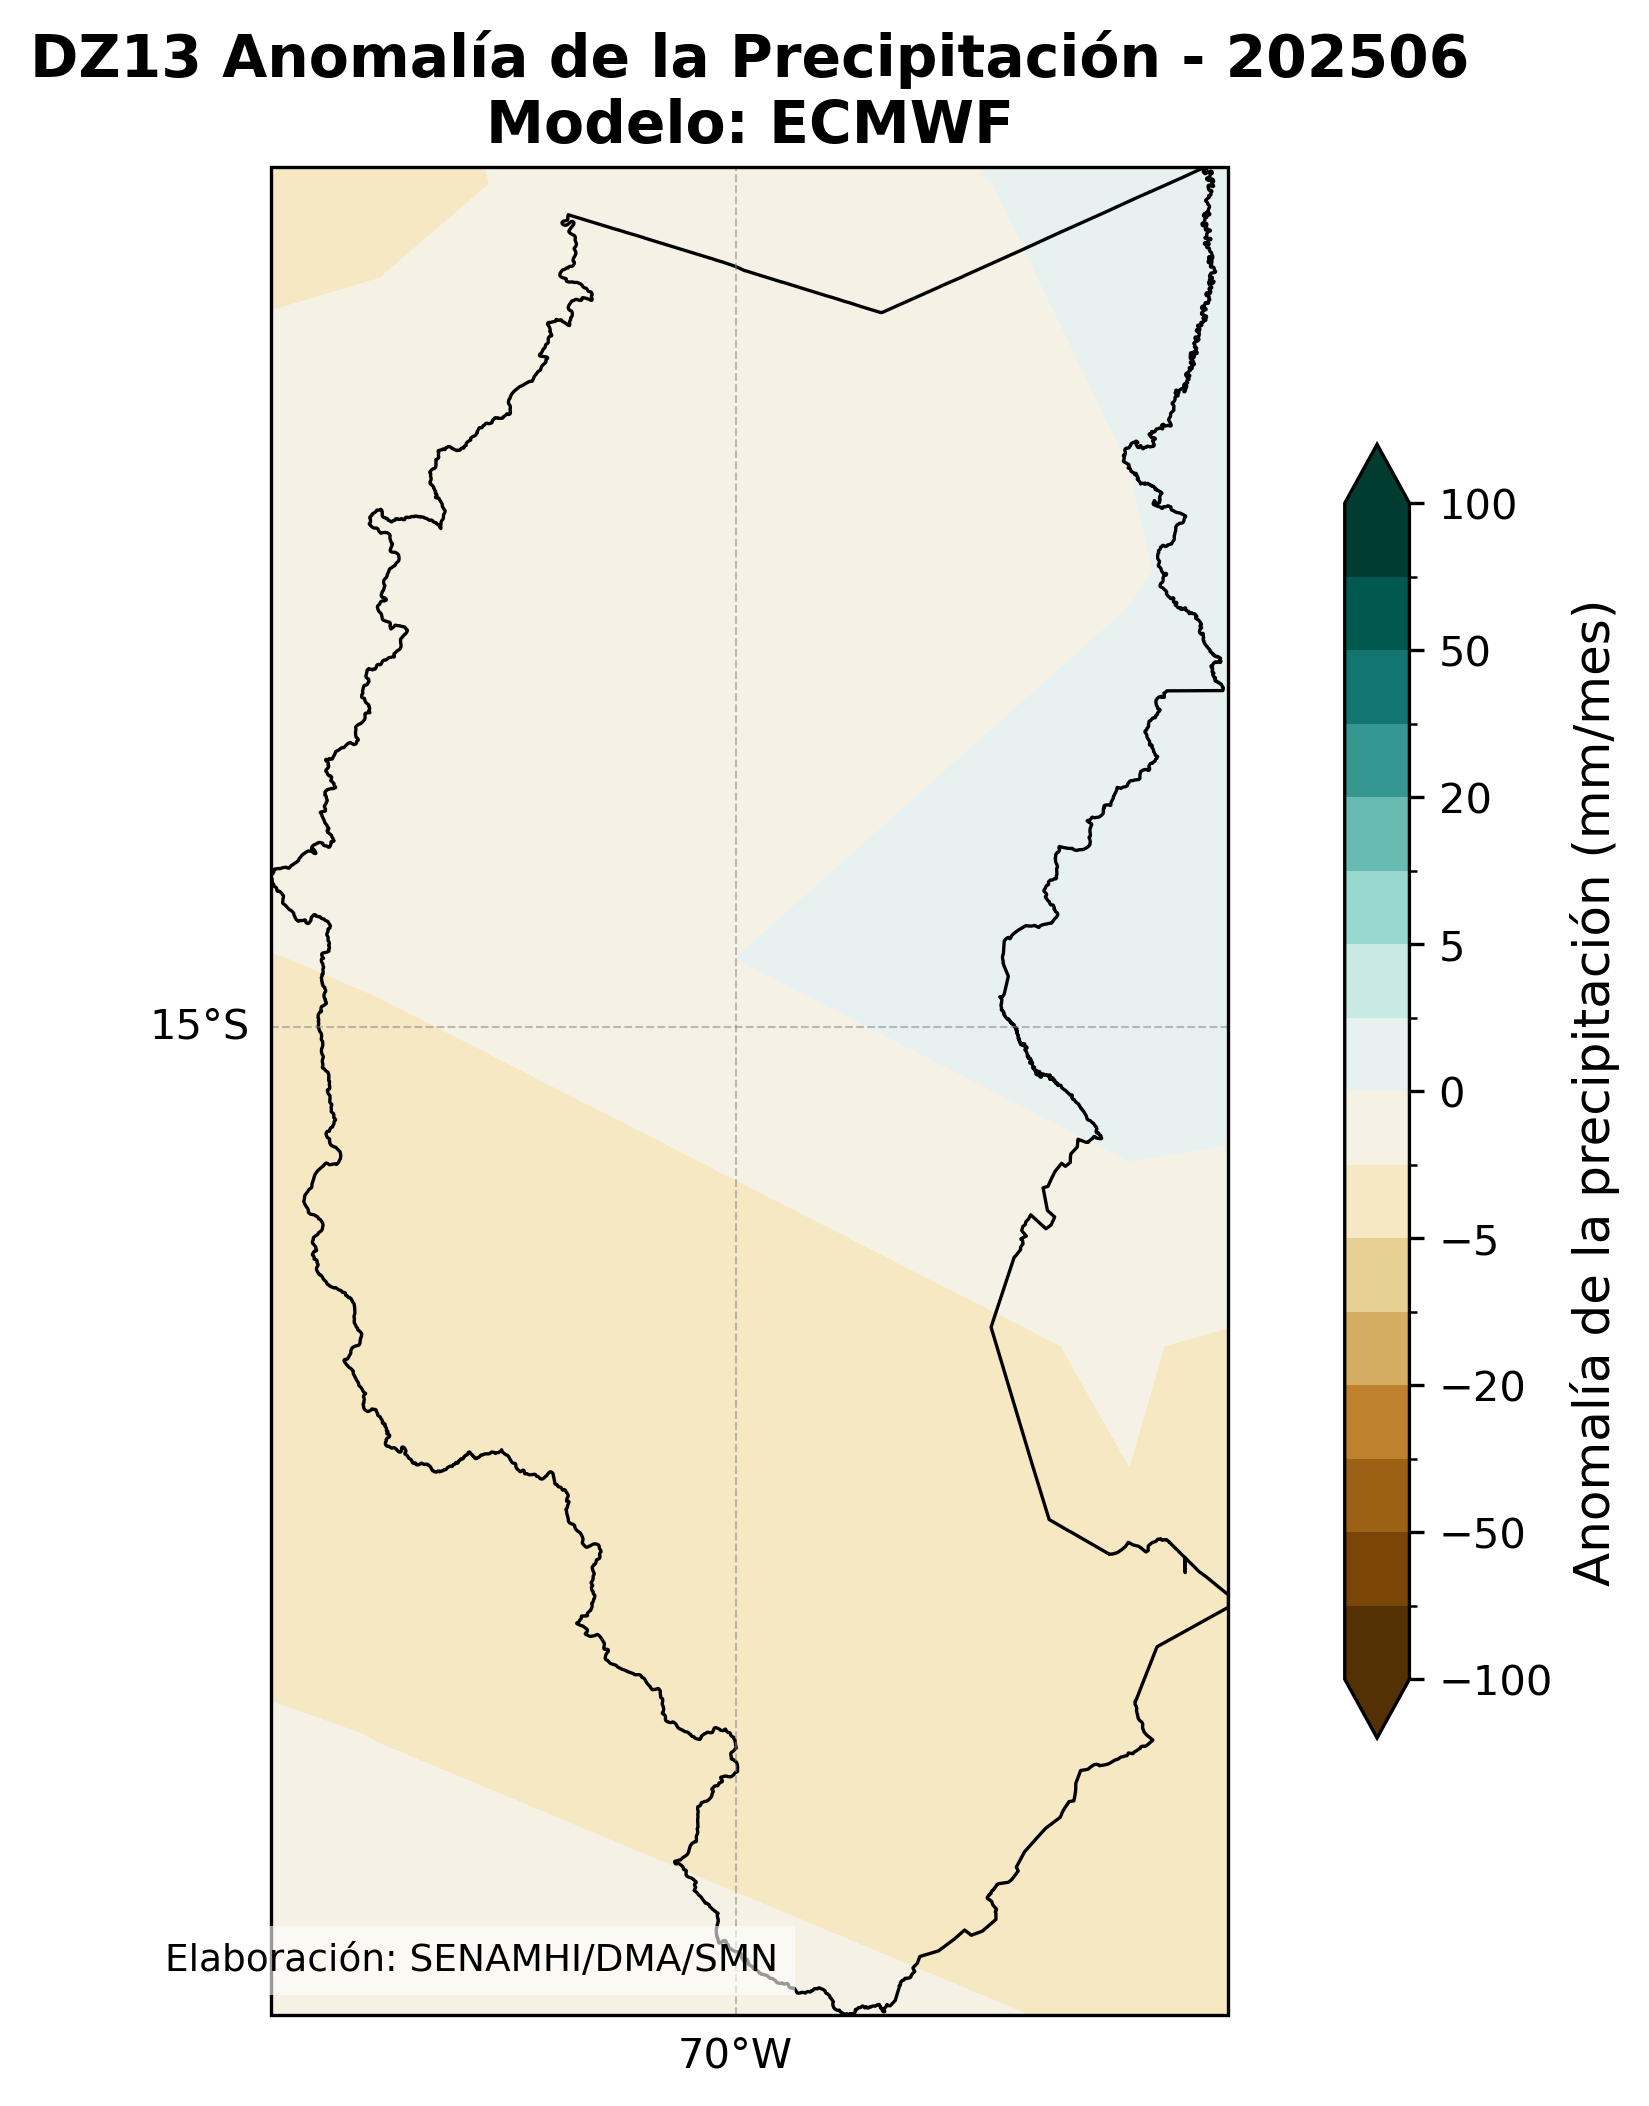 DZ13 Anomalía de la Precipitación - 202506
Modelo: ECMWF
100
50
20
5
0
−5
−20
−50
−100
Anomalía de la precipitación (mm/mes)
15°S
Elaboración: SENAMHI/DMA/SMN
70°W